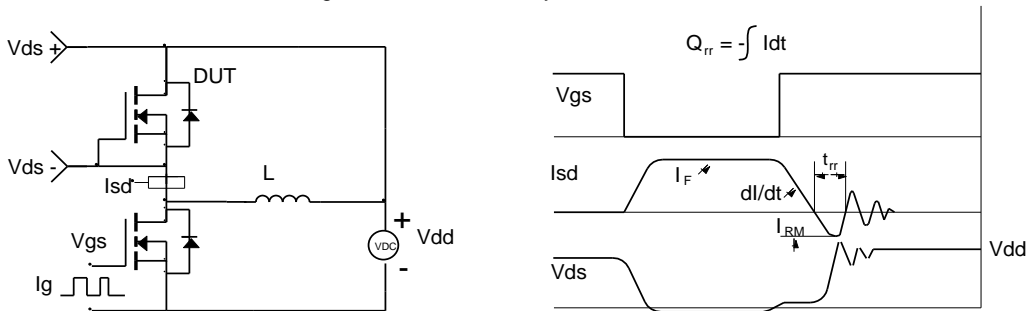 Vds +
DUT
Vds -
Isd
L
Vgs
Ig
+
VDC
-
Vdd
Qrr = -∫ Idt
Vgs
Isd
IF
dI/dt
trr
IRM
Vds
Vdd